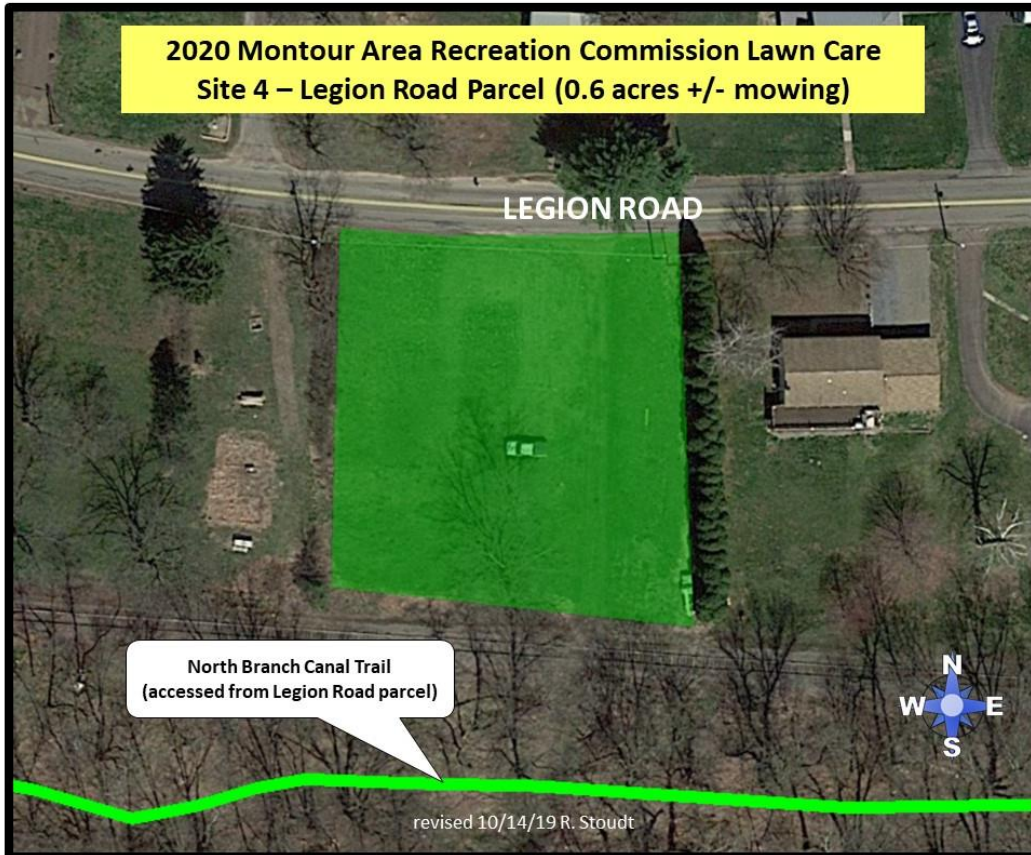 2020 Montour Area Recreation Commission Lawn Care
Site 4 – Legion Road Parcel (0.6 acres +/- mowing)
LEGION ROAD
North Branch Canal Trail
(accessed from Legion Road parcel)
N
W E
S
revised 10/14/19 R. Stoudt